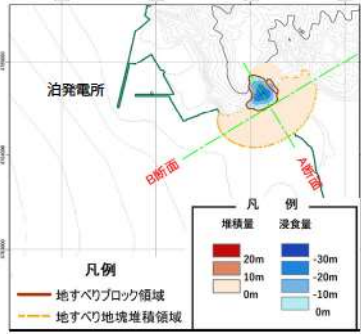 泊発電所
B断面
A断面
凡例
地すべりブロック領域
地すべり地塊堆積領域
凡 例
堆積量 浸食量
20m
10m
0m
-30m
-20m
-10m
0m